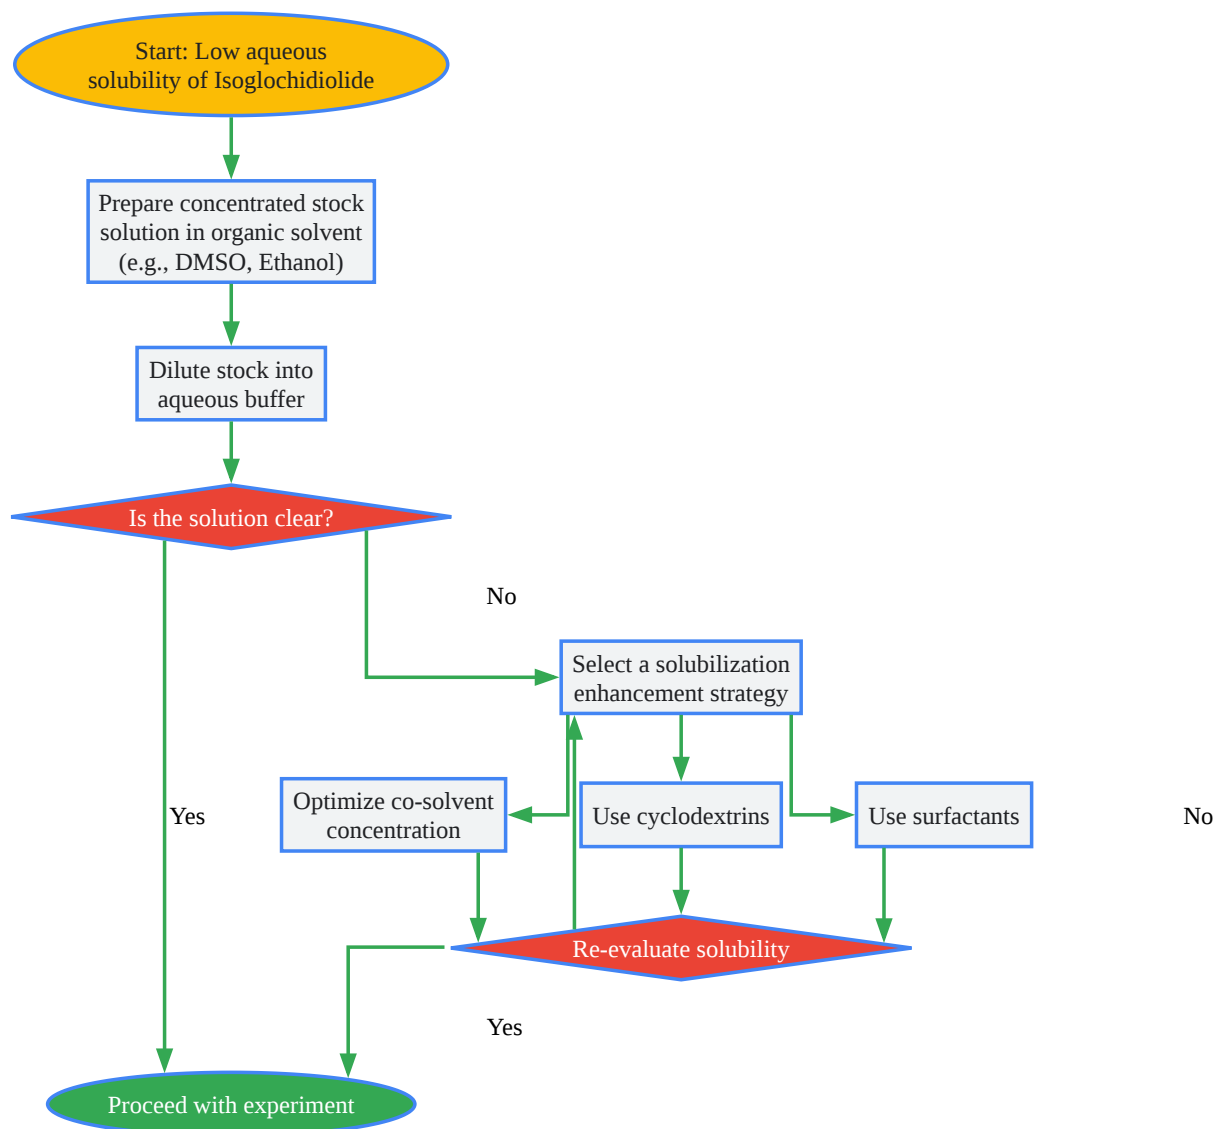 Start: Low aqueous
solubility of Isoglochidiolide
Prepare concentrated stock
solution in organic solvent
(e.g., DMSO, Ethanol)
Dilute stock into
aqueous buffer
Is the solution clear?
No
Select a solubilization
enhancement strategy
Optimize co-solvent
concentration
Use cyclodextrins
Use surfactants
Yes
No
Re-evaluate solubility
Yes
Proceed with experiment